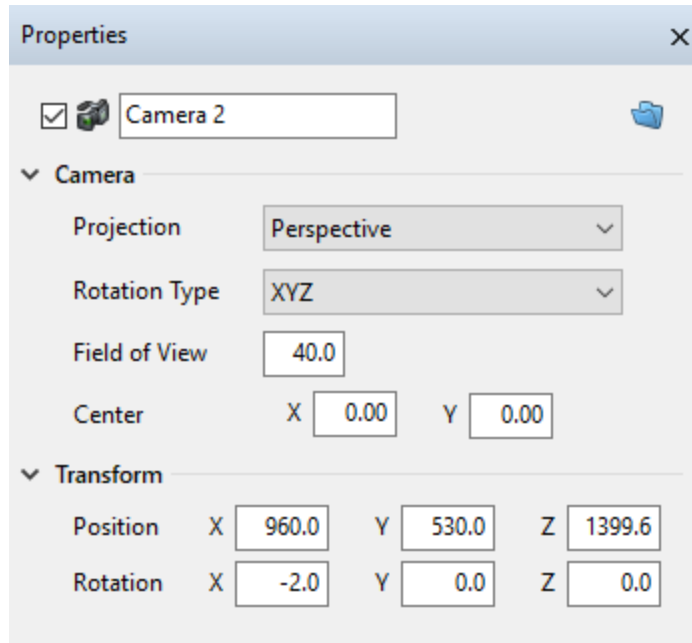 Properties
Camera 2
Camera
Projection Perspective
Rotation Type XYZ
Field of View 40.0
Center X 0.00 Y 0.00
Transform
Position X 960.0 Y 530.0 Z 1399.6
Rotation X -2.0 Y 0.0 Z 0.0